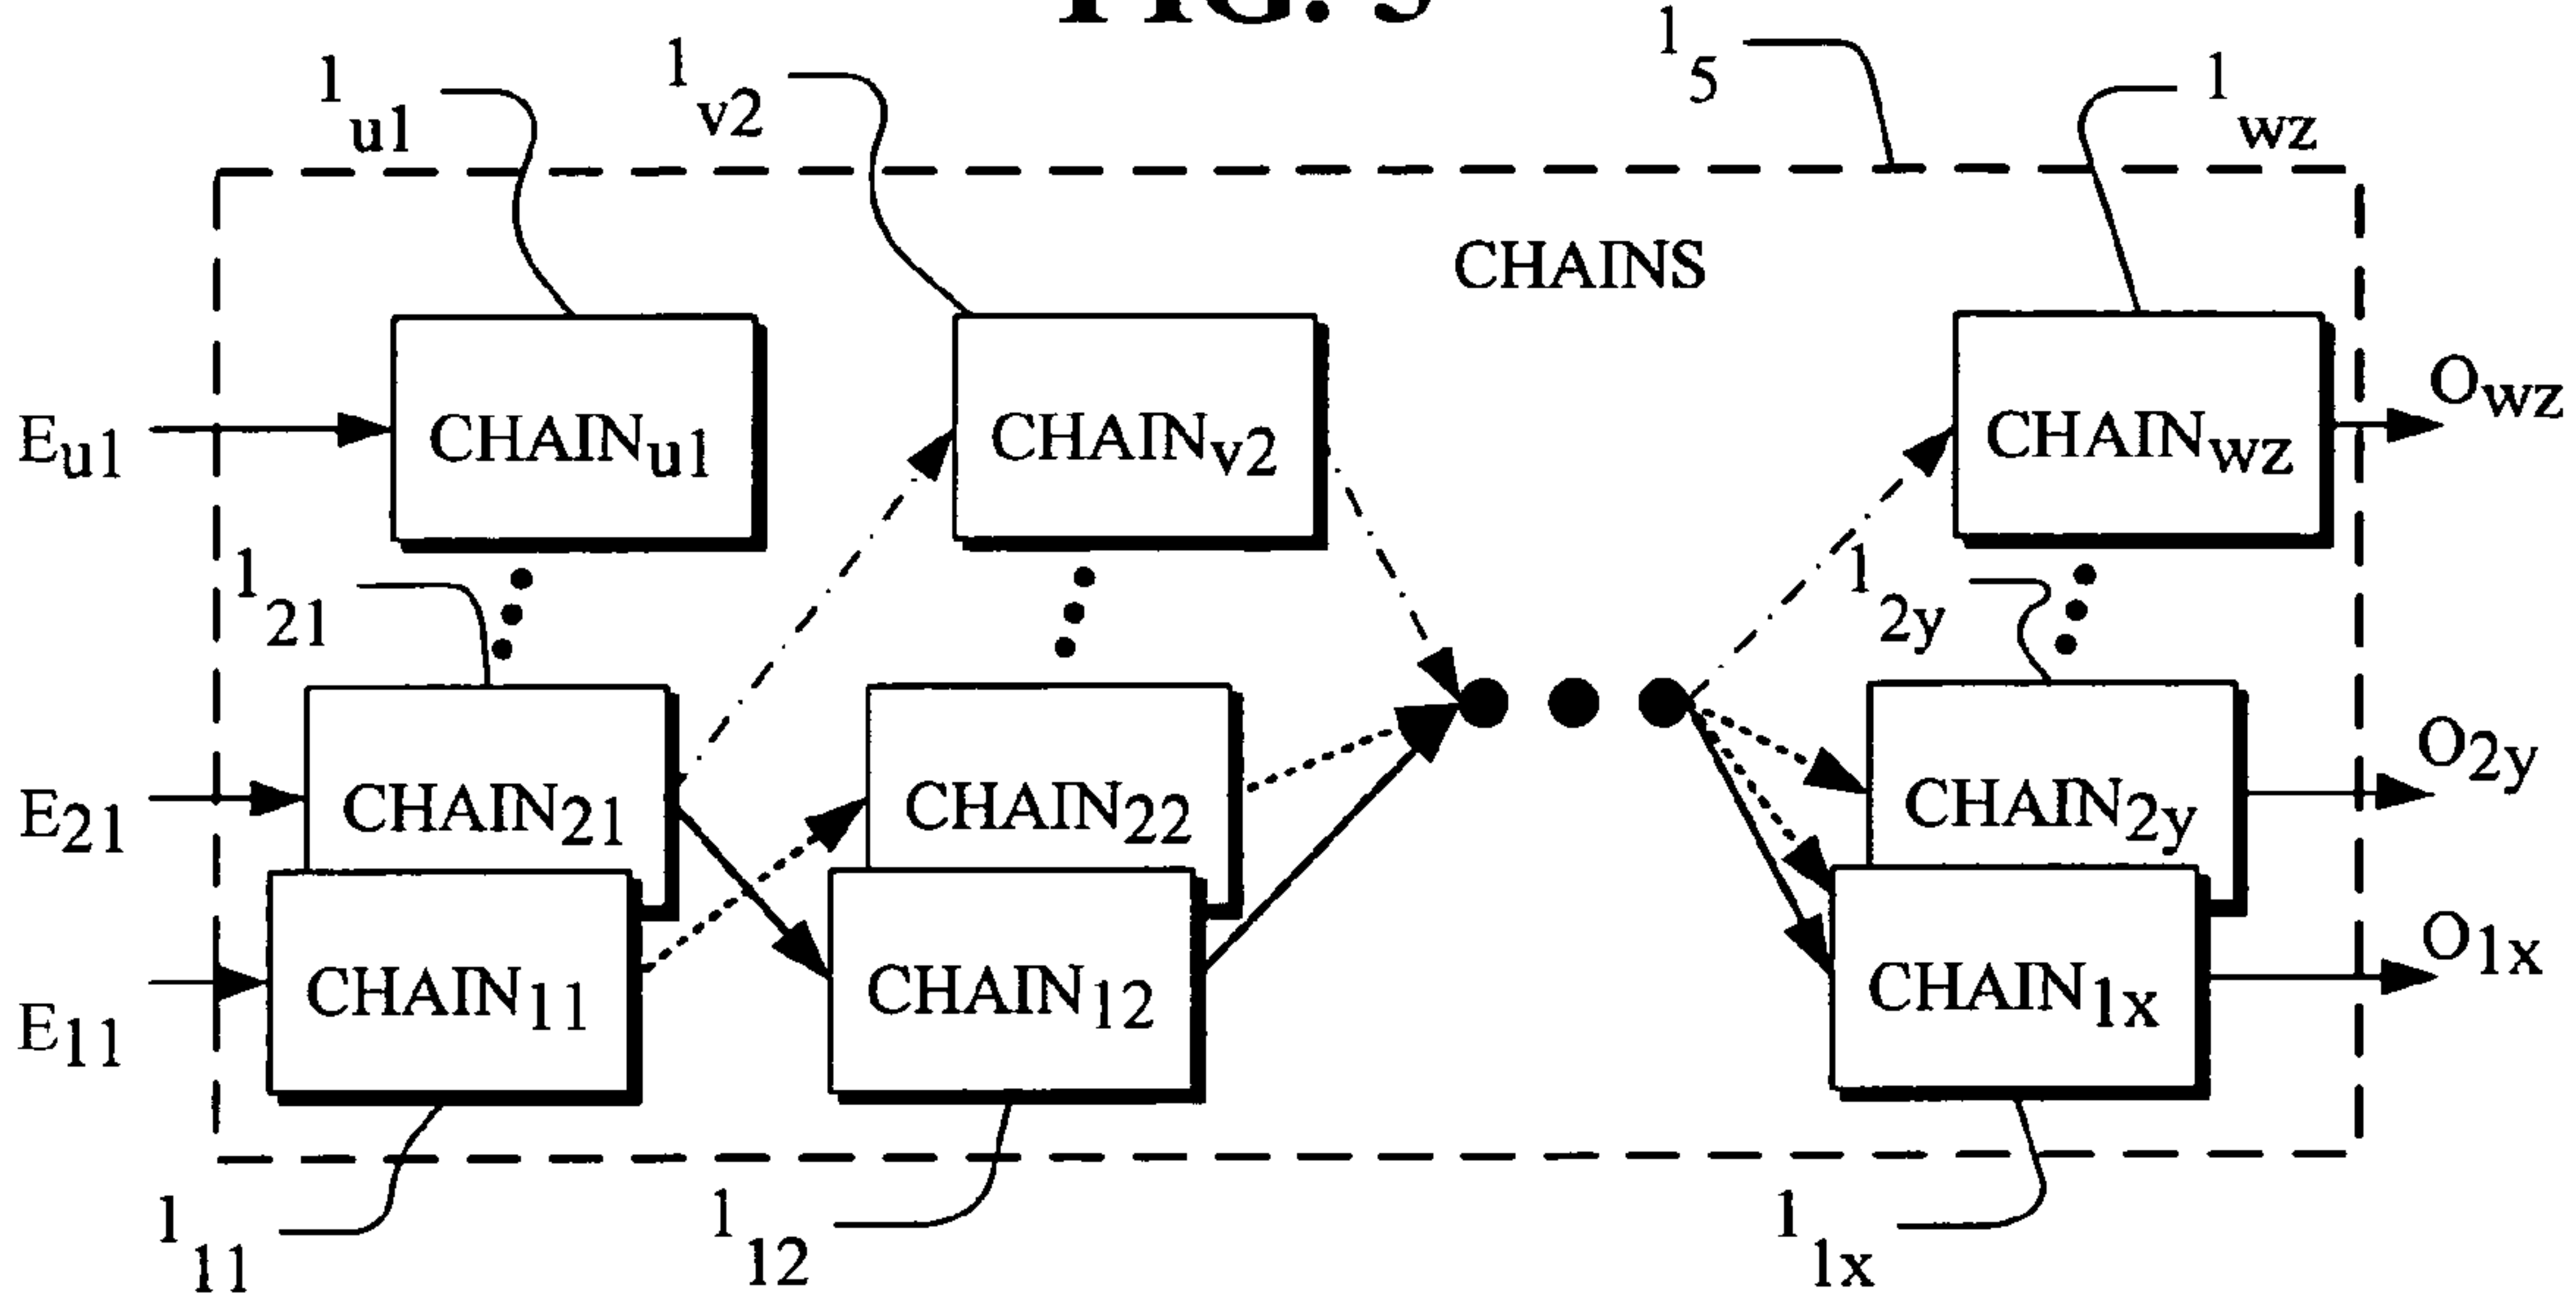 FIG. 5
1 u1
1 v2
1 5
1 wz
CHAINS
E u1
CHAIN u1
CHAIN v2
CHAIN wz
O wz
1 21
1 2y
E 21
CHAIN 21
CHAIN 22
CHAIN 2y
O 2y
E 11
CHAIN 11
CHAIN 12
CHAIN 1x
O 1x
1 11
1 12
1 1x